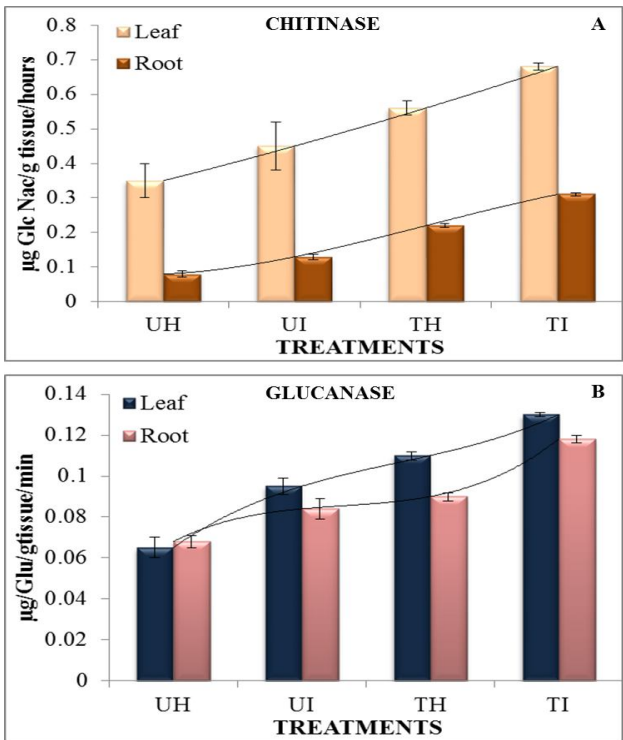 CHITINASE A
Leaf
Root
µg Glc Nac/g tissue/hours
0.8
0.7
0.6
0.5
0.4
0.3
0.2
0.1
0
UH UI TH TI
TREATMENTS
GLUCANASE B
Leaf
Root
µg/Glu/gtissue/min
0.14
0.12
0.1
0.08
0.06
0.04
0.02
0
UH UI TH TI
TREATMENTS